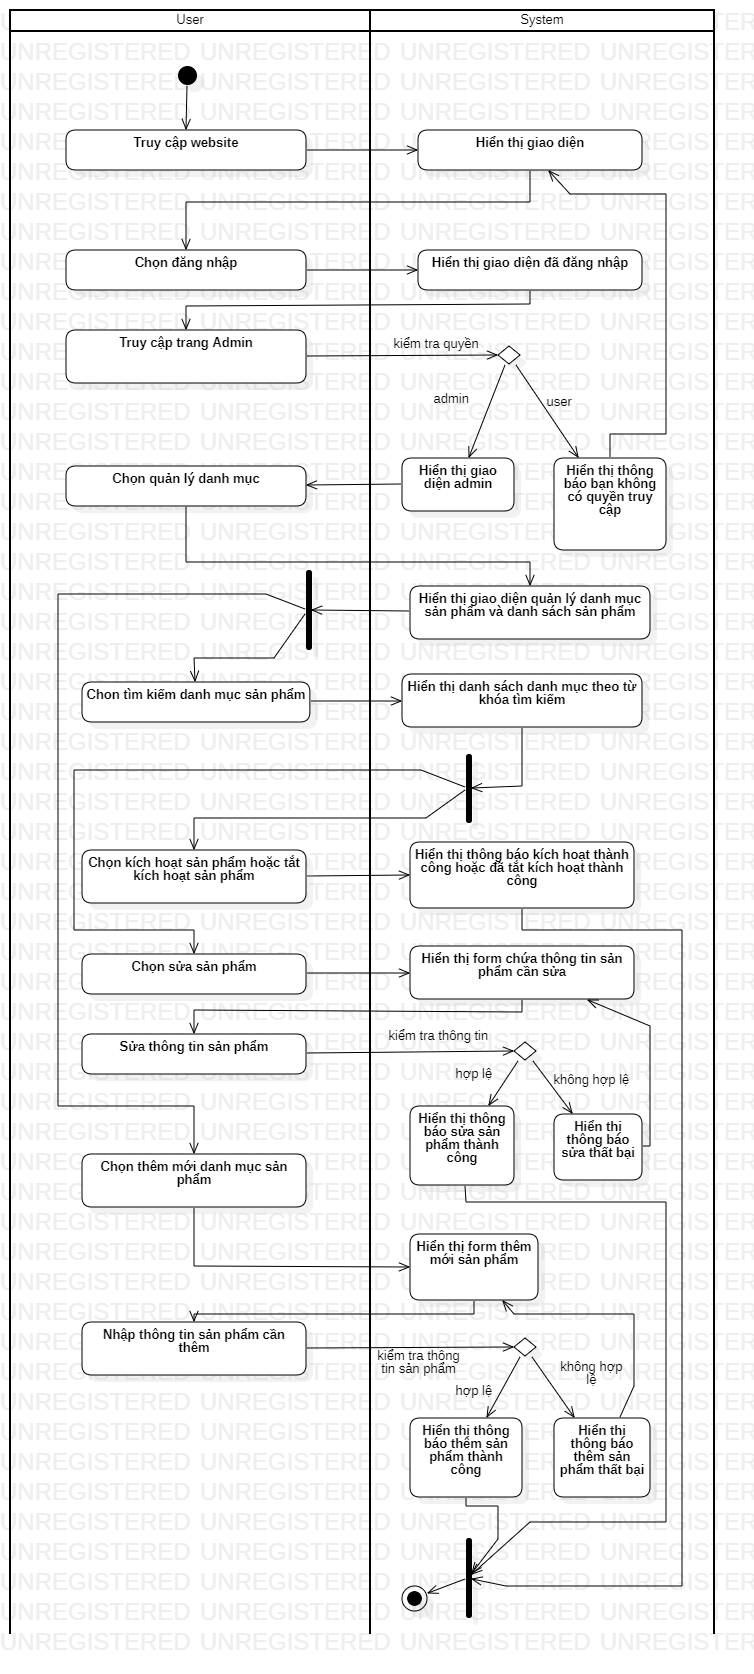 User
System
Truy cập website
Hiển thị giao diện
Chọn đăng nhập
Hiển thị giao diện đã đăng nhập
Truy cập trang Admin
kiểm tra quyền
admin
user
Hiển thị giao
diện admin
Hiển thị thông
báo bạn không
có quyền truy
cập
Chọn quản lý danh mục
Hiển thị giao diện quản lý danh mục
sản phẩm và danh sách sản phẩm
Chon tìm kiếm danh mục sản phẩm
Hiển thị danh sách danh mục theo từ
khóa tìm kiếm
Chọn kích hoạt sản phẩm hoặc tắt
kích hoạt sản phẩm
Hiển thị thông báo kích hoạt thành
công hoặc đã tắt kích hoạt thành
công
Chọn sửa sản phẩm
Hiển thị form chứa thông tin sản
phẩm cần sửa
Sửa thông tin sản phẩm
kiểm tra thông tin
hợp lệ
không hợp lệ
Hiển thị thông
báo sửa sản
phẩm thành
công
Hiển thị
thông báo
sửa thất bại
Chọn thêm mới danh mục sản
phẩm
Hiển thị form thêm
mới sản phẩm
Nhập thông tin sản phẩm cần
thêm
kiểm tra thông
tin sản phẩm
hợp lệ
không hợp
lệ
Hiển thị thông
báo thêm sản
phẩm thành
công
Hiển thị
thông báo
thêm sản
phẩm thất bại